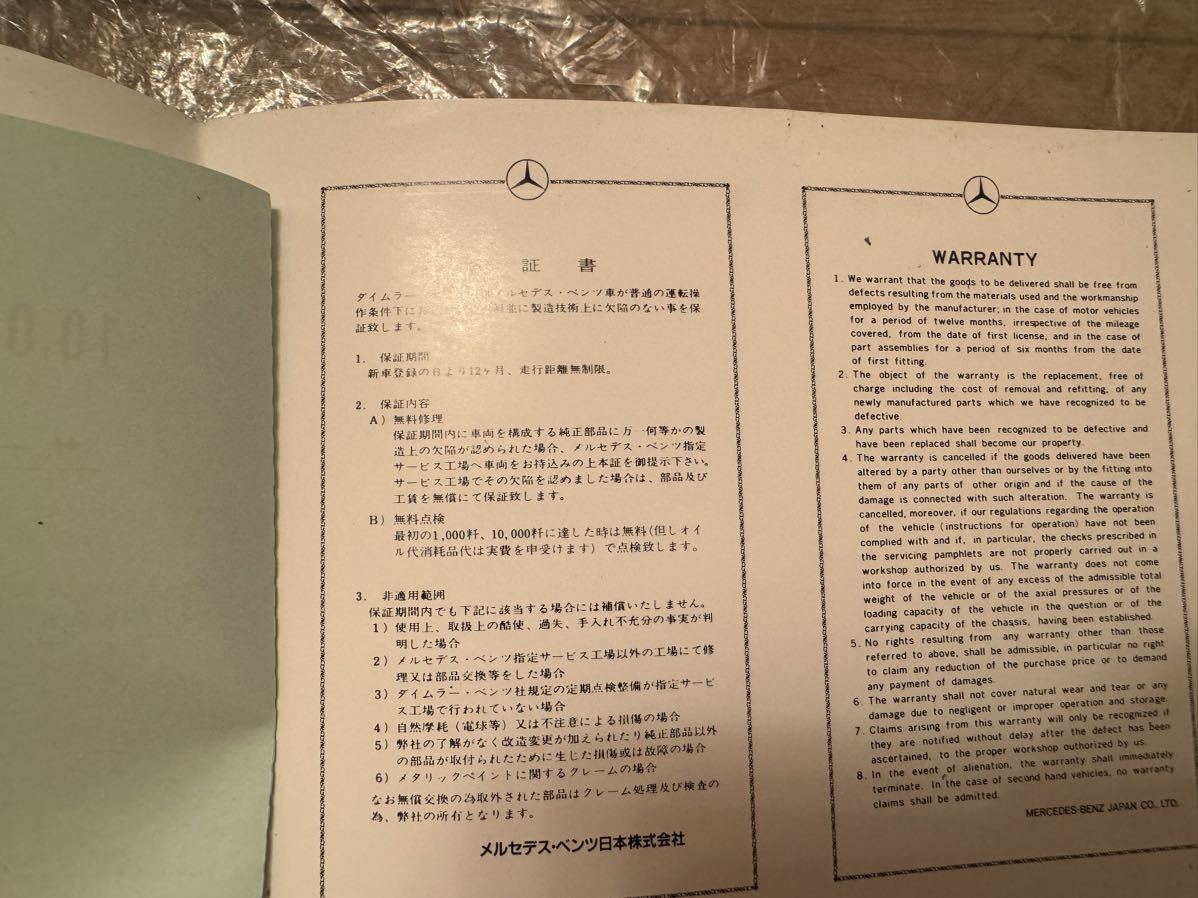 証 書
ダイムラー メルセデス・ベンツ車が普通の運転操
作条件下に 並に製造技術上に欠陥のない事を保
証致します。
1. 保証期間
新車登録の日より12ヶ月、走行距離無制限。
2. 保証内容
A) 無料修理
保証期間内に車両を構成する純正部品に万一何等かの製
造上の欠陥が認められた場合、メルセデス・ベンツ指定
サービス工場へ車両をお持込みの上本証を御提示下さい。
サービス工場でその欠陥を認めました場合は、部品及び
工賃を無償にて保証致します。
B) 無料点検
最初の1,000粁、10,000粁に達した時は無料(但しオイ
ル代消耗品代は実費を申受けます)で点検致します。
3. 非適用範囲
保証期間内でも下記に該当する場合には補償いたしません。
1) 使用上、取扱上の酷使、過失、手入れ不充分の事実が判
明した場合
2) メルセデス・ベンツ指定サービス工場以外の工場にて修
理又は部品交換等をした場合
3) ダイムラー・ベンツ社規定の定期点検整備が指定サービ
ス工場で行われていない場合
4) 自然摩耗(電球等)又は不注意による損傷の場合
5) 弊社の了解がなく改造変更が加えられたり純正部品以外
の部品が取付られたために生じた損傷或は故障の場合
6) メタリックペイントに関するクレームの場合
なお無償交換の為取外された部品はクレーム処理及び検査の
為、弊社の所有となります。
メルセデス・ベンツ日本株式会社
WARRANTY
1. We warrant that the goods to be delivered shall be free from
defects resulting from the materials used and the workmanship
employed by the manufacturer; in the case of motor vehicles
for a period of twelve months, irrespective of the mileage
covered, from the date of first license, and in the case of
part assemblies for a period of six months from the date
of first fitting.
2. The object of the warranty is the replacement, free of
charge including the cost of removal and refitting, of any
newly manufactured parts which we have recognized to be
defective.
3. Any parts which have been recognized to be defective and
have been replaced shall become our property.
4. The warranty is cancelled if the goods delivered have been
altered by a party other than ourselves or by the fitting into
them of any parts of other origin and if the cause of the
damage is connected with such alteration. The warranty is
cancelled, moreover, if our regulations regarding the operation
of the vehicle (instructions for operation) have not been
complied with and if, in particular, the checks prescribed in
the servicing pamphlets are not properly carried out in a
workshop authorized by us. The warranty does not come
into force in the event of any excess of the admissible total
weight of the vehicle or of the axial pressures or of the
loading capacity of the vehicle in the question or of the
carrying capacity of the chassis, having been established.
5. No rights resulting from any warranty other than those
referred to above, shall be admissible, in particular no right
to claim any reduction of the purchase price or to demand
any payment of damages.
6. The warranty shall not cover natural wear and tear or any
damage due to negligent or improper operation and storage.
7. Claims arising from this warranty will only be recognized if
they are notified without delay after the defect has been
ascertained, to the proper workshop outhorized by us.
8. In the event of alienation, the warranty shall immediately
terminate. In the case of second hand vehicles, no warranty
claims shall be admitted.
MERCEDES-BENZ JAPAN CO., LTD.